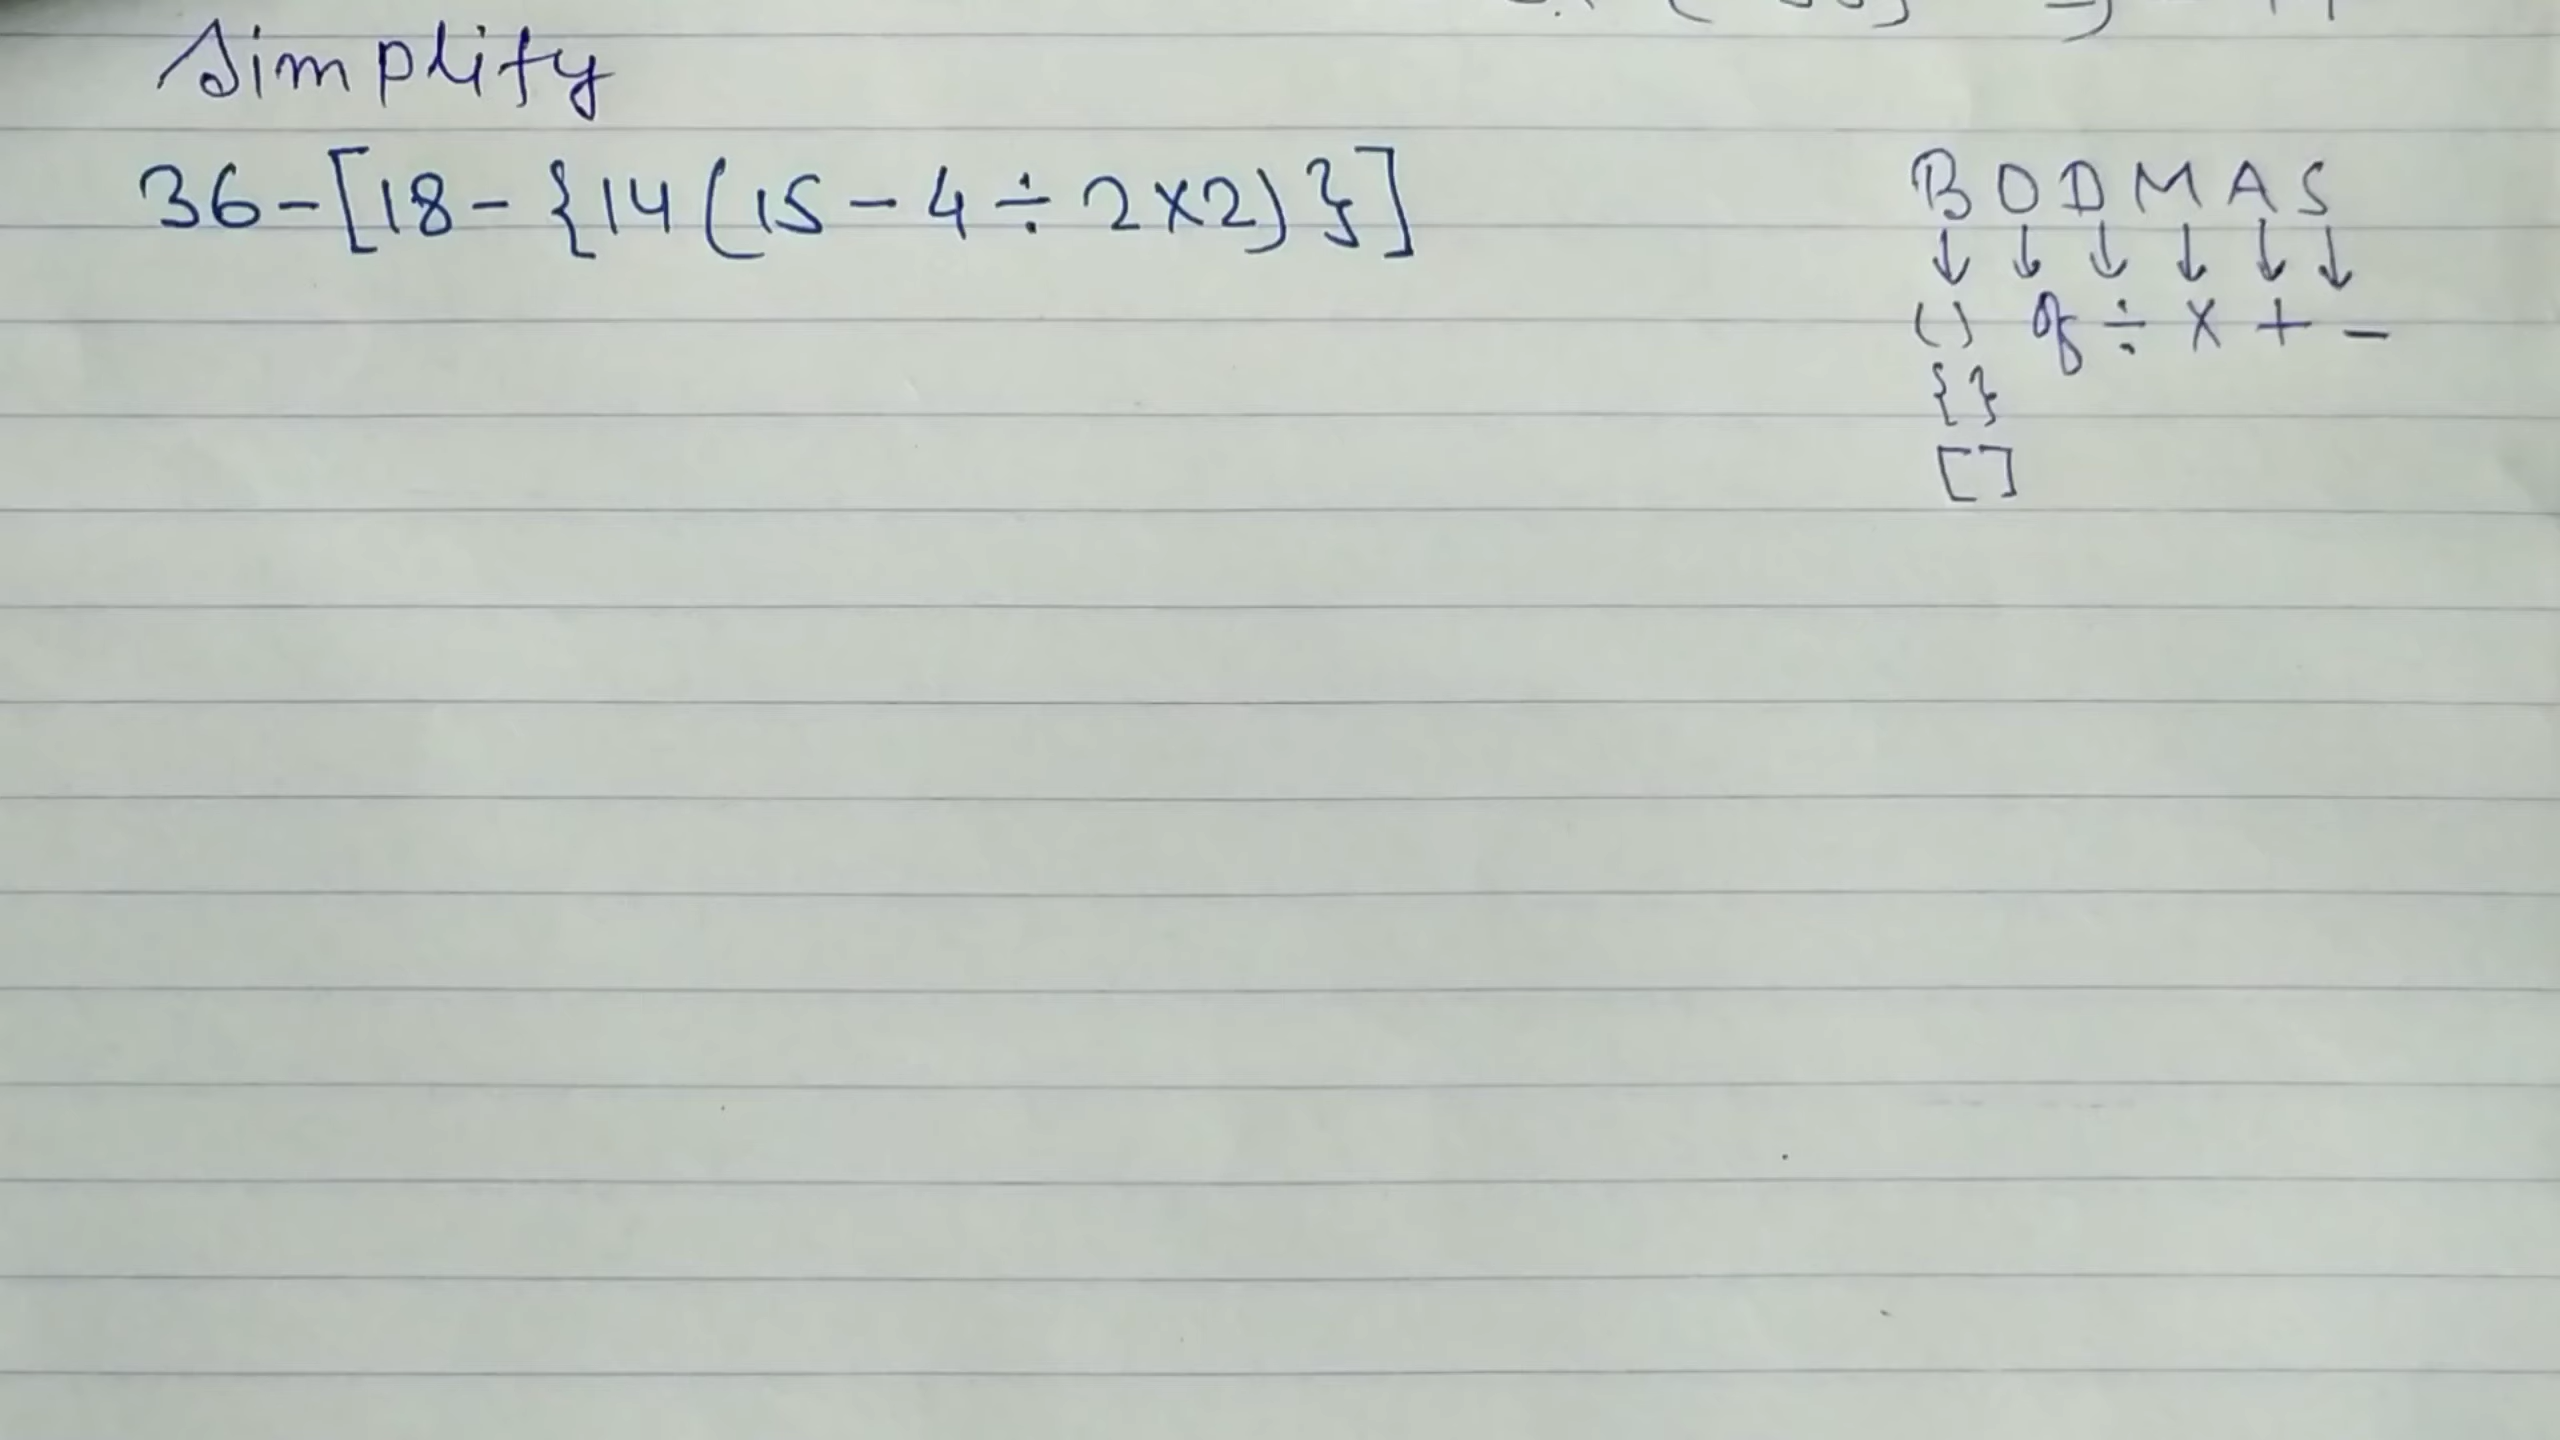 Simplify
36-[18-{14(15-4÷2×2)}]
BODMAS
↓ ↓ ↓ ↓ ↓ ↓
() of ÷ × + -
{}
[]